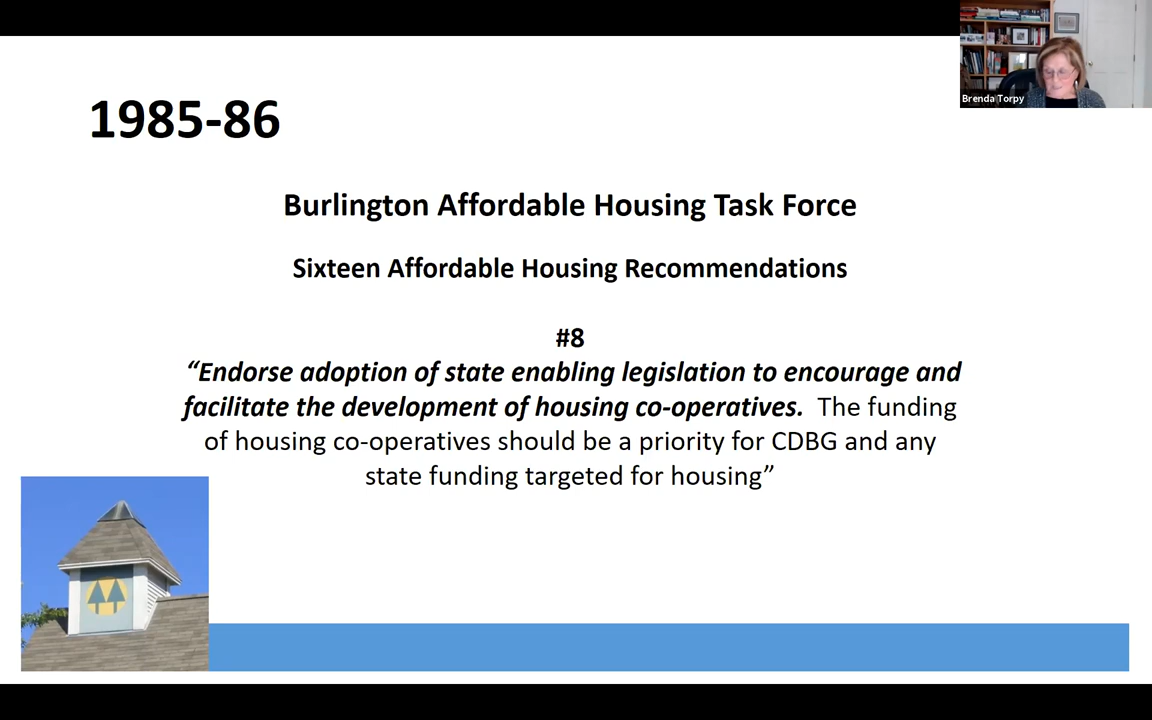 1985-86
Brenda Torpy
Burlington Affordable Housing Task Force
Sixteen Affordable Housing Recommendations
#8
“Endorse adoption of state enabling legislation to encourage and
facilitate the development of housing co-operatives. The funding
of housing co-operatives should be a priority for CDBG and any
state funding targeted for housing”